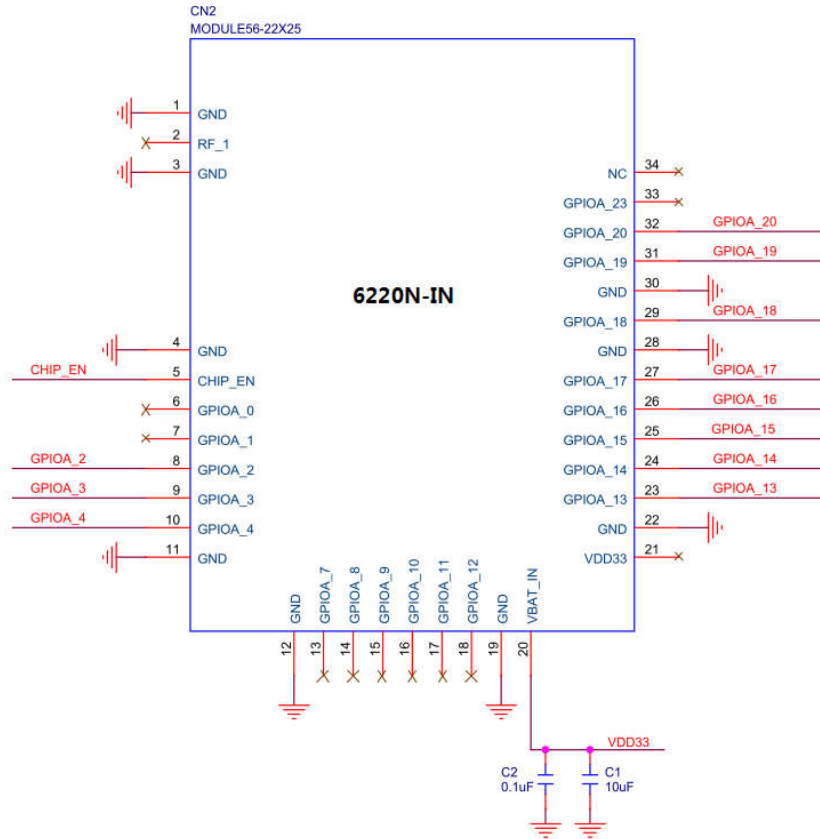 CN2
MODULE56-22X25
1 GND
2 RF_1
3 GND
4 GND
CHIP_EN 5 CHIP_EN
6 GPIOA_0
7 GPIOA_1
GPIOA_2 8 GPIOA_2
GPIOA_3 9 GPIOA_3
GPIOA_4 10 GPIOA_4
11 GND
6220N-IN
NC 34
GPIOA_23 33
GPIOA_20 32 GPIOA_20
GPIOA_19 31 GPIOA_19
GND 30
GPIOA_18 29 GPIOA_18
GND 28
GPIOA_17 27 GPIOA_17
GPIOA_16 26 GPIOA_16
GPIOA_15 25 GPIOA_15
GPIOA_14 24 GPIOA_14
GPIOA_13 23 GPIOA_13
GND 22
VDD33 21
12 GND
13 GPIOA_7
14 GPIOA_8
15 GPIOA_9
16 GPIOA_10
17 GPIOA_11
18 GPIOA_12
19 GND
20 VBAT_IN
VDD33
C2
0.1uF
C1
10uF